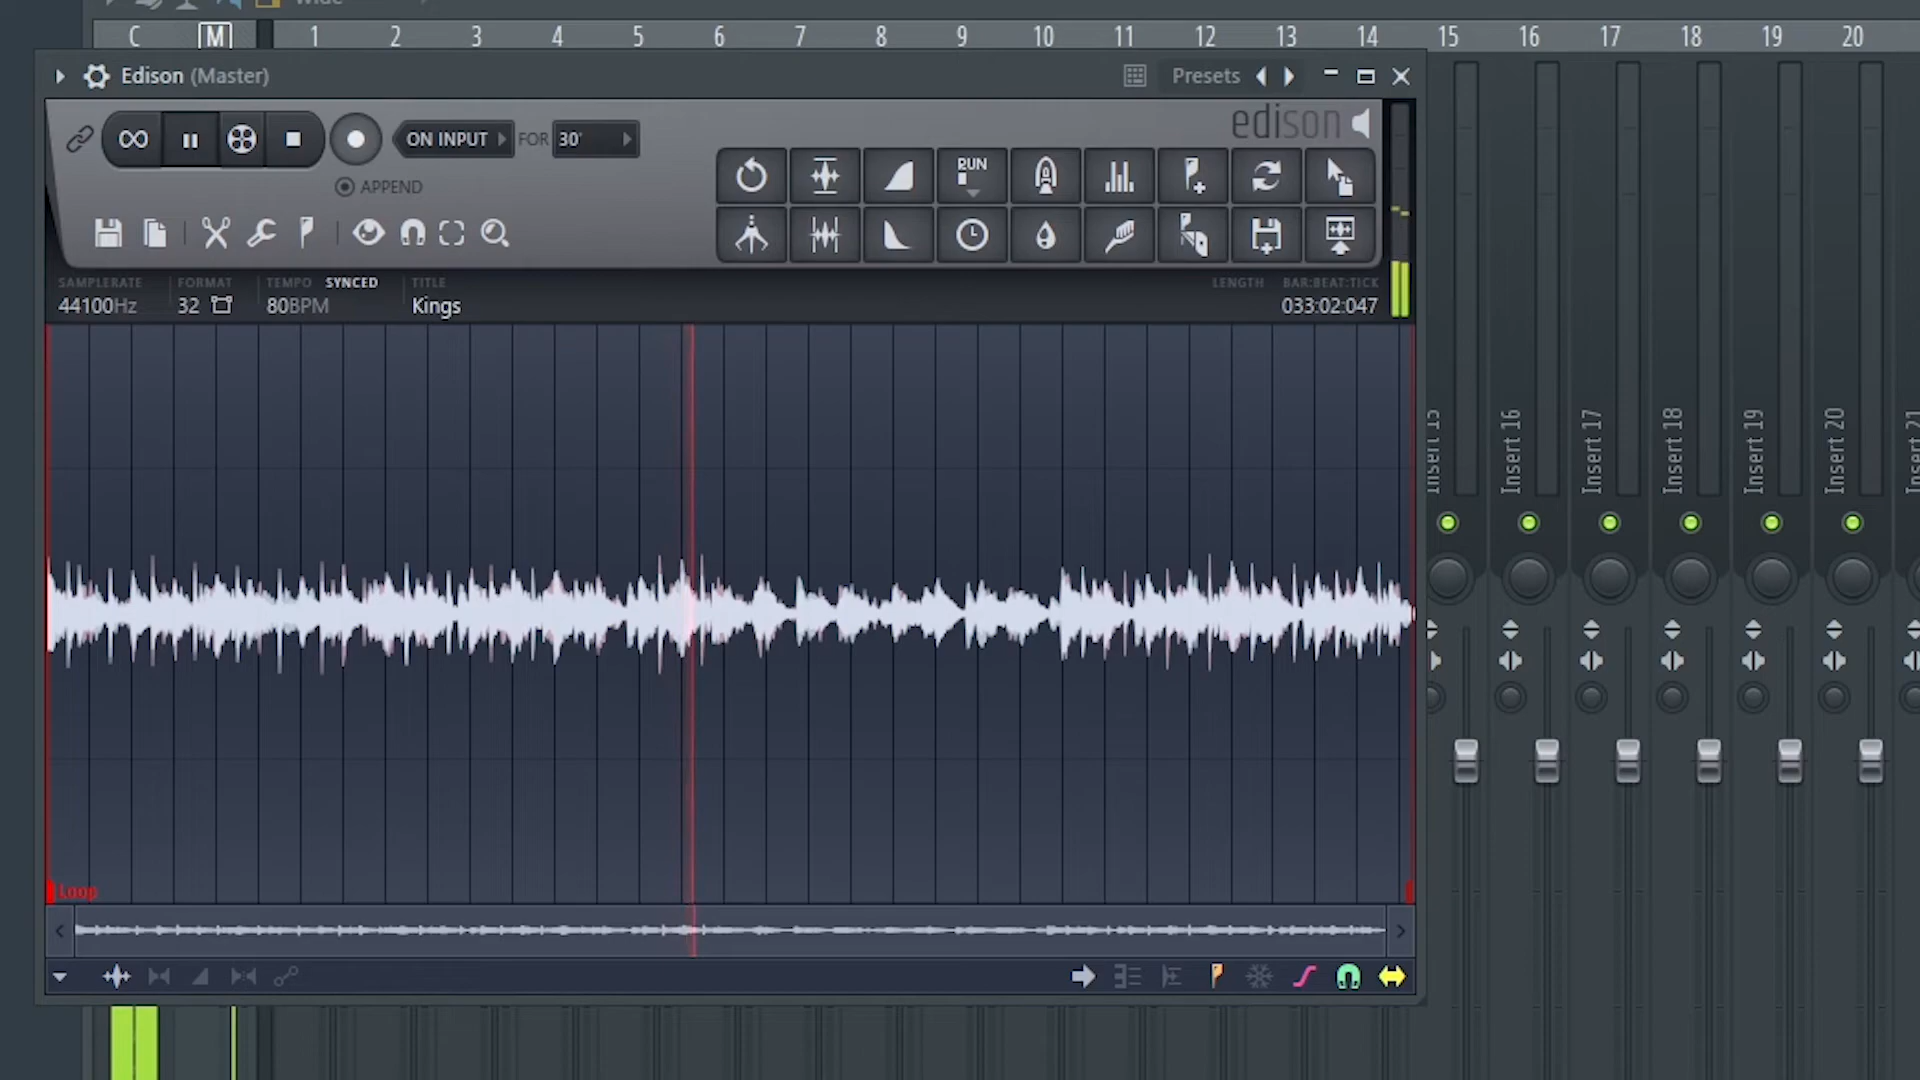 C M 1 2 3 4 5 6 7 8 9 10 11 12 13 14 15 16 17 18 19 20
Edison (Master) Presets
ON INPUT FOR 30'
edison
APPEND
RUN
SAMPLERATE FORMAT TEMPO SYNCED TITLE LENGTH BAR:BEAT:TICK
44100Hz 32 80BPM Kings 033:02:047
Insert 15 Insert 16 Insert 17 Insert 18 Insert 19 Insert 20
Loop